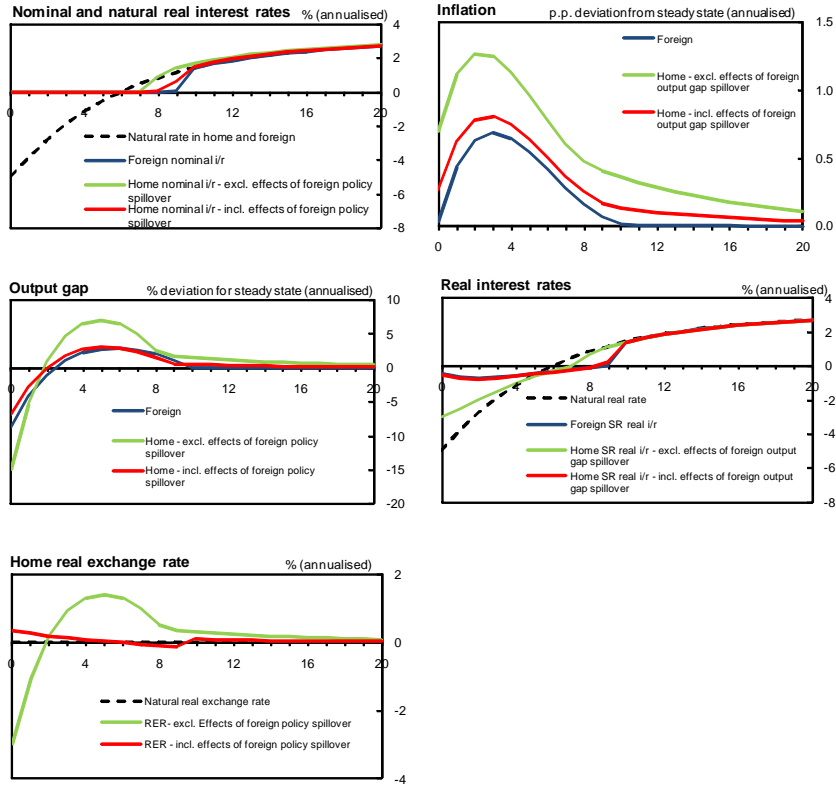 Nominal and natural real interest rates % (annualised)
4
2
0
0 4 8 12 16 20
-2
-4
-6
-8
Natural rate in home and foreign
Foreign nominal i/r
Home nominal i/r - excl. effects of foreign policy
spillover
Home nominal i/r - incl. effects of foreign policy
spillover
Inflation p.p. deviation from steady state (annualised)
1.5
1.0
0.5
0.0
0 4 8 12 16 20
Foreign
Home - excl. effects of foreign
output gap spillover
Home - incl. effects of foreign
output gap spillover
Output gap % deviation for steady state (annualised)
10
5
0
0 4 8 12 16 20
-5
-10
-15
-20
Foreign
Home - excl. effects of foreign policy
spillover
Home - incl. effects of foreign policy
spillover
Real interest rates % (annualised)
4
2
0
0 4 8 12 16 20
-2
-4
-6
-8
Natural real rate
Foreign SR real i/r
Home SR real i/r - excl. effects of foreign output
gap spillover
Home SR real i/r - incl. effects of foreign output
gap spillover
Home real exchange rate % (annualised)
2
0
0 4 8 12 16 20
-2
-4
Natural real exchange rate
RER- excl. Effects of foreign policy spillover
RER - incl. effects of foreign policy spillover